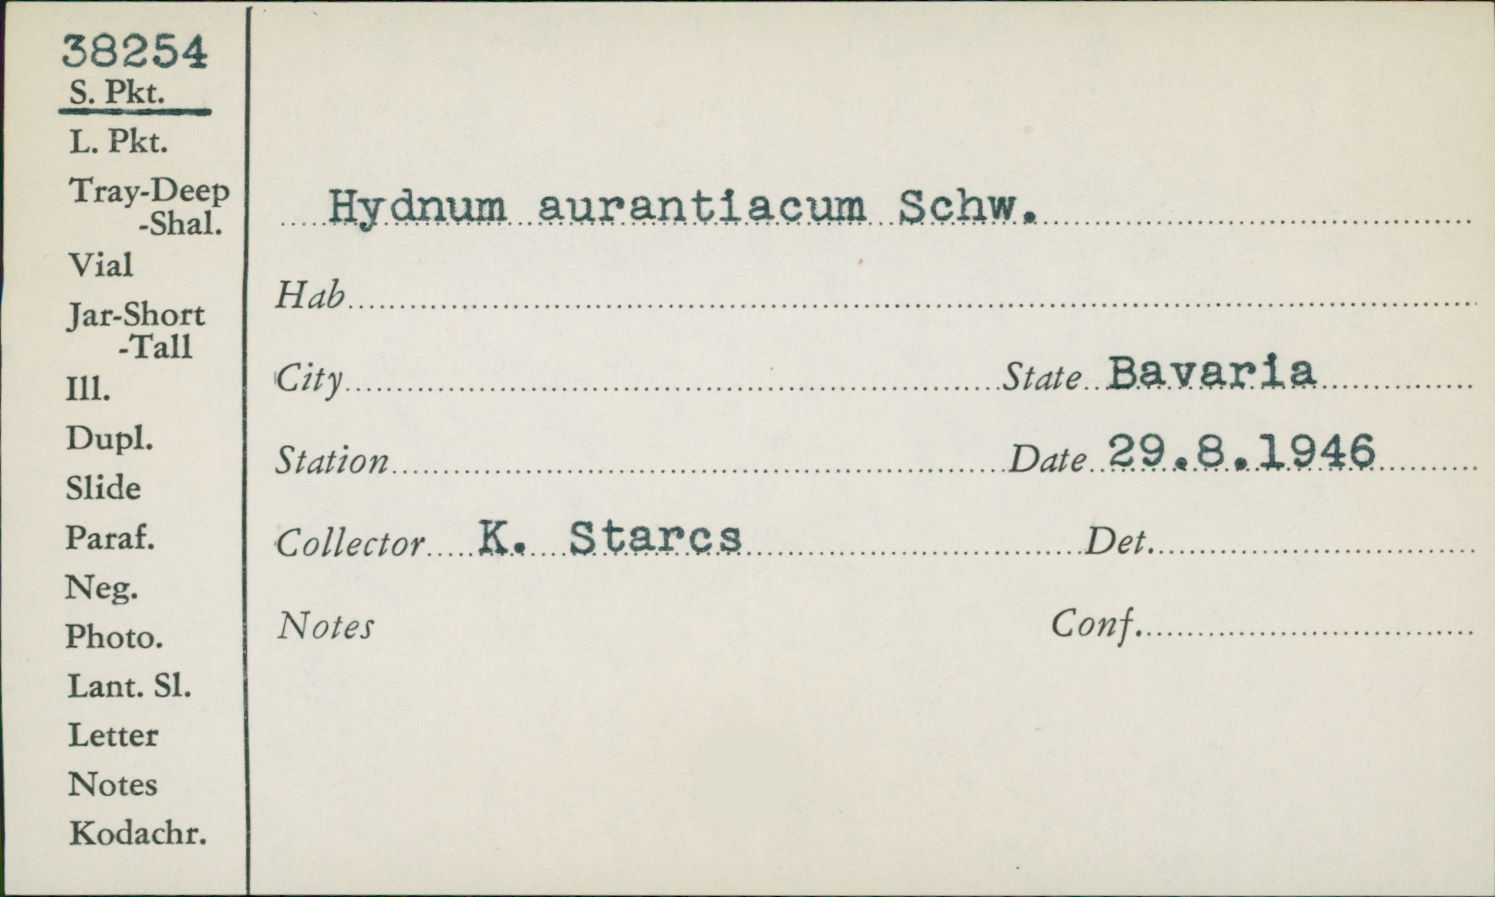 38254
S. Pkt.
L. Pkt.
Tray-Deep
-Shal.
Vial
Jar-Short
-Tall
Ill.
Dupl.
Slide
Paraf.
Neg.
Photo.
Lant. Sl.
Letter
Notes
Kodachr.
Hydnum aurantiacum Schw.
Hab
City State Bavaria
Station Date 29.8.1946
Collector K. Starcs Det.
Notes Conf.